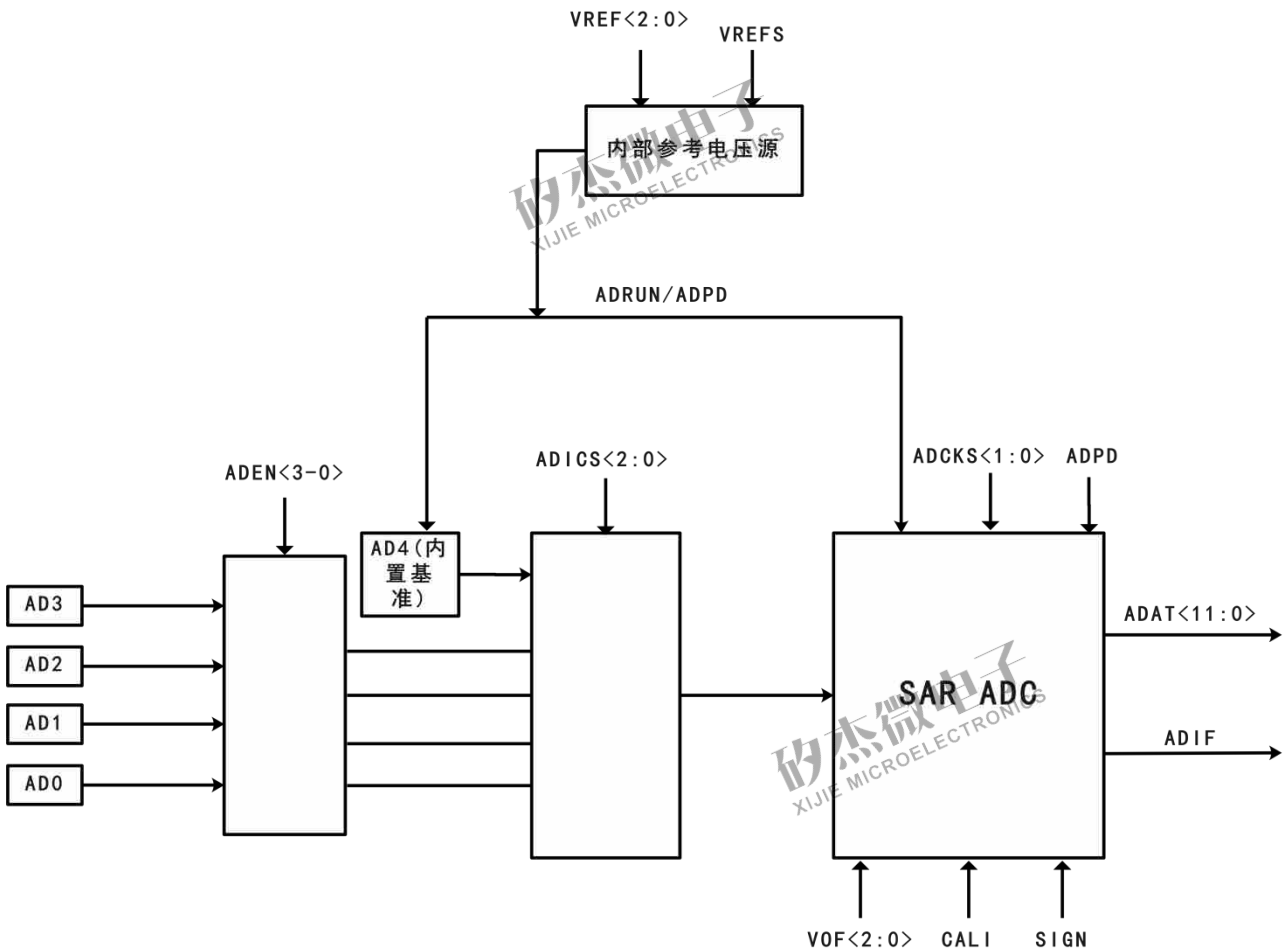 VREF<2:0>
VREFS
内部参考电压源
矽杰微电子
XIJIE MICROELECTRONICS
ADRUN/ADPD
ADEN<3-0>
ADICS<2:0>
ADCKS<1:0>
ADPD
AD4(内
置基
准)
AD3
AD2
AD1
AD0
SAR ADC
矽杰微电子
XIJIE MICROELECTRONICS
ADAT<11:0>
ADIF
VOF<2:0>
CALI
SIGN